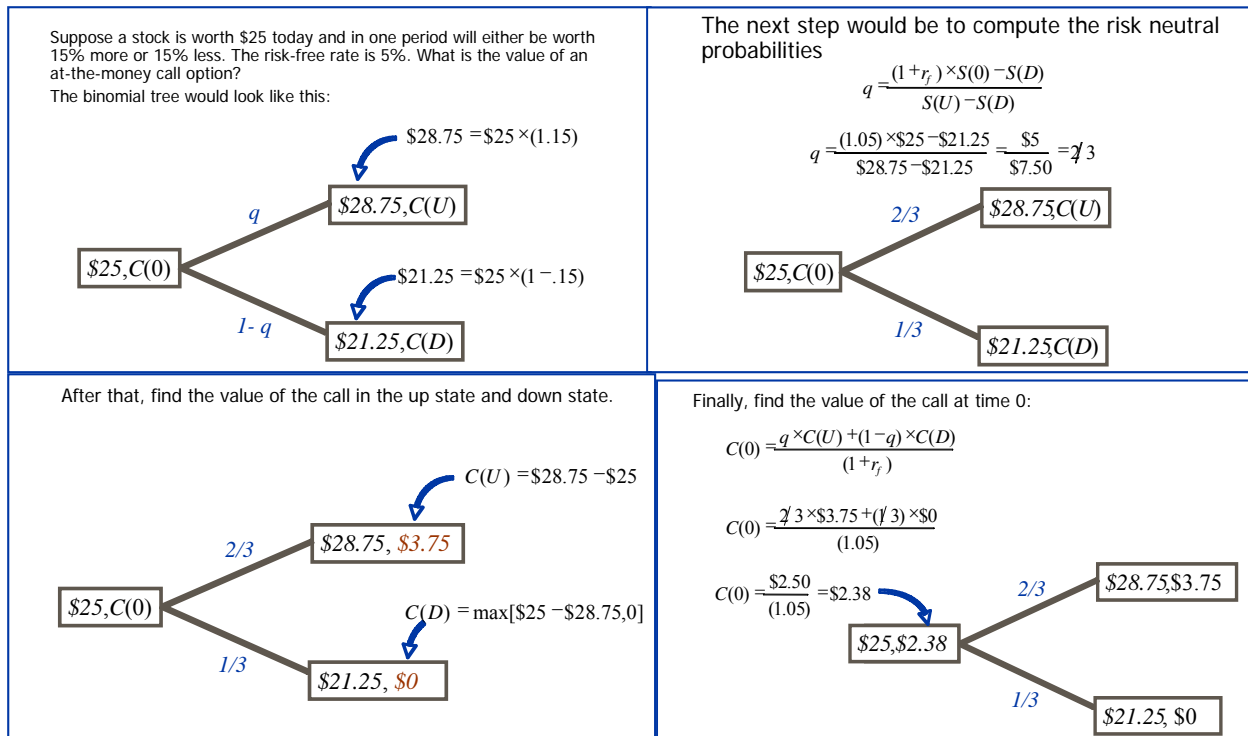 Suppose a stock is worth $25 today and in one period will either be worth
15% more or 15% less. The risk-free rate is 5%. What is the value of an
at-the-money call option?
The binomial tree would look like this:
$28.75 = $25 × (1.15)
q
$28.75, C(U)
$25, C(0)
$21.25 = $25 × (1 − .15)
1- q
$21.25, C(D)
The next step would be to compute the risk neutral
probabilities
q = (1 + r_f) × S(0) − S(D) / S(U) − S(D)
q = (1.05) × $25 − $21.25 / $28.75 − $21.25 = $5 / $7.50 = 2/3
2/3
$28.75, C(U)
$25, C(0)
1/3
$21.25, C(D)
After that, find the value of the call in the up state and down state.
C(U) = $28.75 − $25
2/3
$28.75, $3.75
$25, C(0)
C(D) = max[$25 − $28.75,0]
1/3
$21.25, $0
Finally, find the value of the call at time 0:
C(0) = q × C(U) + (1 − q) × C(D) / (1 + r_f)
C(0) = 2/3 × $3.75 + (1/3) × $0 / (1.05)
C(0) = $2.50 / (1.05) = $2.38
2/3
$28.75, $3.75
$25, $2.38
1/3
$21.25, $0